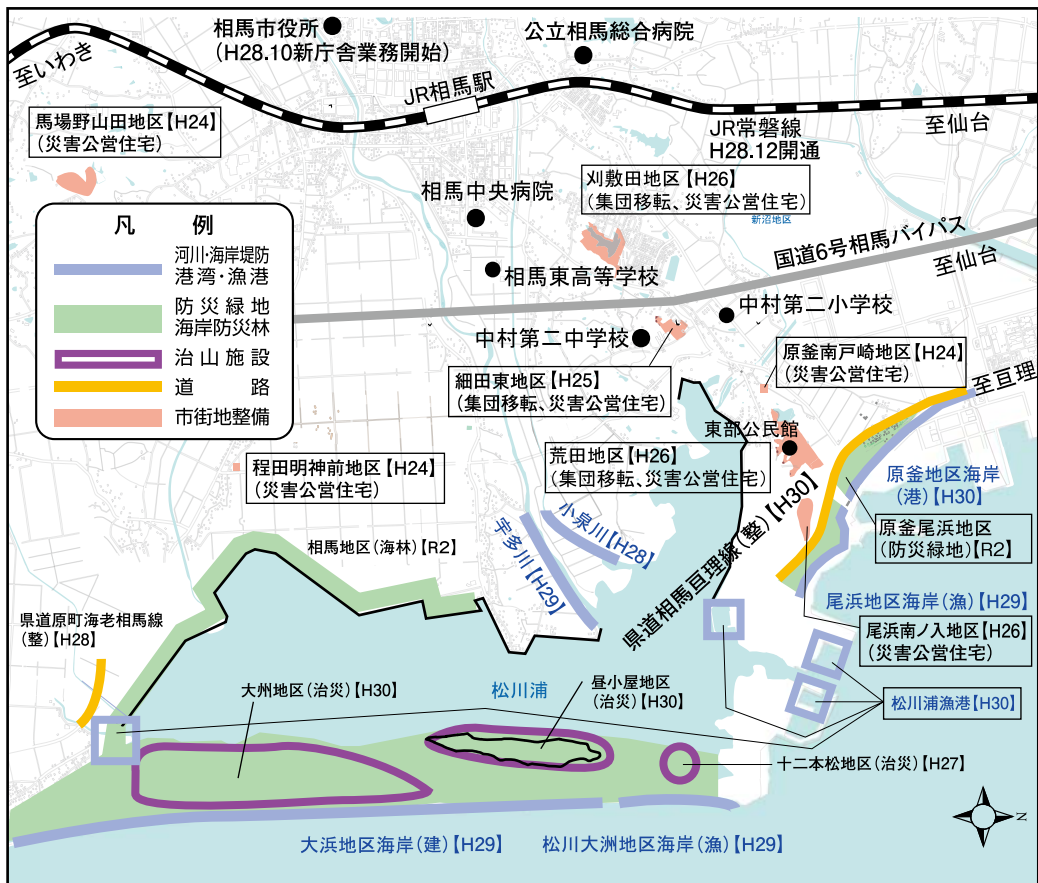 相馬市役所
(H28.10新庁舎業務開始)
公立相馬総合病院
至いわき
JR相馬駅
馬場野山田地区【H24】
(災害公営住宅)
JR常磐線
H28.12開通
至仙台
相馬中央病院
刈敷田地区【H26】
(集団移転、災害公営住宅)
新沼地区
凡例
河川・海岸堤防
港湾・漁港
防災緑地
海岸防災林
治山施設
道路
市街地整備
国道6号相馬バイパス
至仙台
相馬東高等学校
中村第二小学校
中村第二中学校
原釜南戸崎地区【H24】
(災害公営住宅)
細田東地区【H25】
(集団移転、災害公営住宅)
至亘理
東部公民館
程田明神前地区【H24】
(災害公営住宅)
荒田地区【H26】
(集団移転、災害公営住宅)
原釜地区海岸
(港)【H30】
県道相馬亘理線(整)【H30】
小泉川【H28】
宇多川【H29】
原釜尾浜地区
(防災緑地)【R2】
相馬地区(海林)【R2】
尾浜地区海岸(漁)【H29】
尾浜南ノ入地区【H26】
(災害公営住宅)
県道原町海老相馬線
(整)【H28】
大州地区(治災)【H30】
松川浦
昼小屋地区
(治災)【H30】
松川浦漁港【H30】
十二本松地区(治災)【H27】
大浜地区海岸(建)【H29】
松川大洲地区海岸(漁)【H29】
N